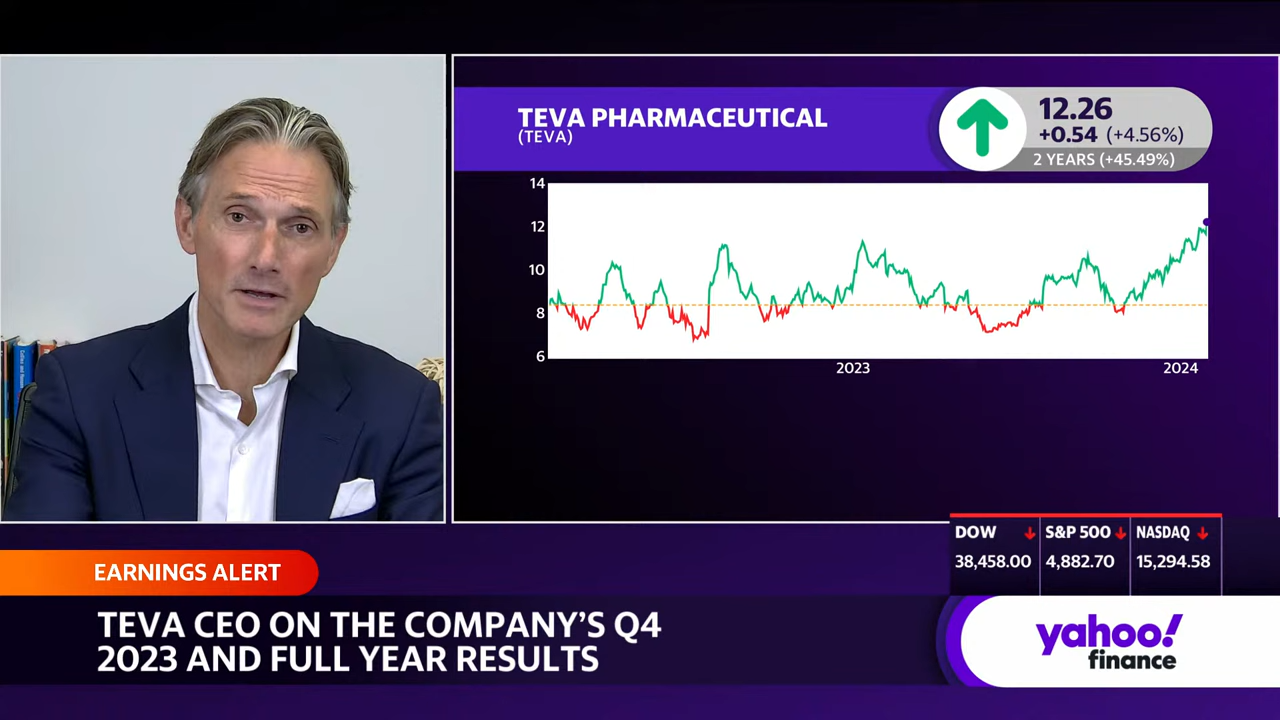 TEVA PHARMACEUTICAL
(TEVA)
12.26
+0.54 (+4.56%)
2 YEARS (+45.49%)
14
12
10
8
6
2023
2024
DOW
38,458.00
S&P 500
4,882.70
NASDAQ
15,294.58
EARNINGS ALERT
TEVA CEO ON THE COMPANY'S Q4
2023 AND FULL YEAR RESULTS
yahoo!
finance